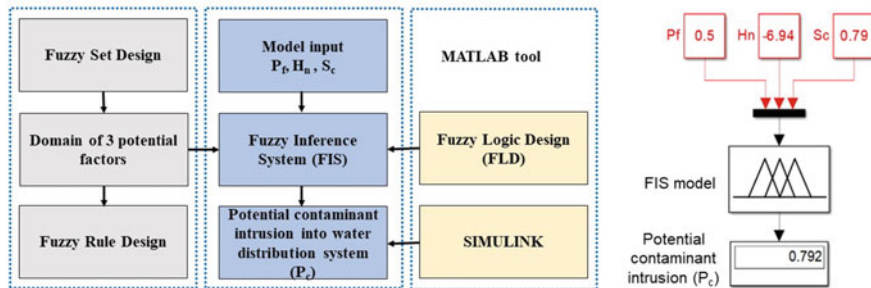 Fuzzy Set Design
Domain of 3 potential
factors
Fuzzy Rule Design
Model input
Pf, Hn , Sc
Fuzzy Inference
System (FIS)
Potential contaminant
intrusion into water
distribution system
(Pc)
MATLAB tool
Fuzzy Logic Design
(FLD)
SIMULINK
Pf 0.5 Hn -6.94 Sc 0.79
FIS model
Potential
contaminant
intrusion (Pc)
0.792